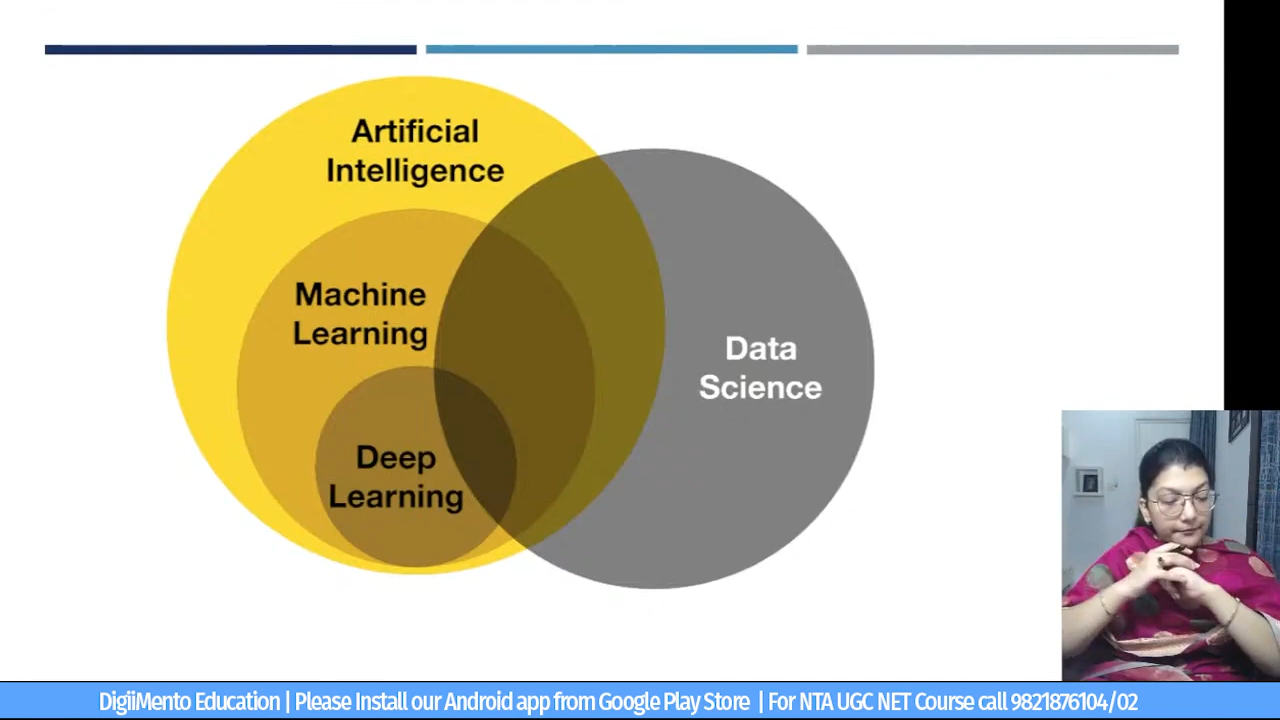 Artificial
Intelligence
Machine
Learning
Deep
Learning
Data
Science
DigiiMento Education | Please Install our Android app from Google Play Store | For NTA UGC NET Course call 9821876104/02